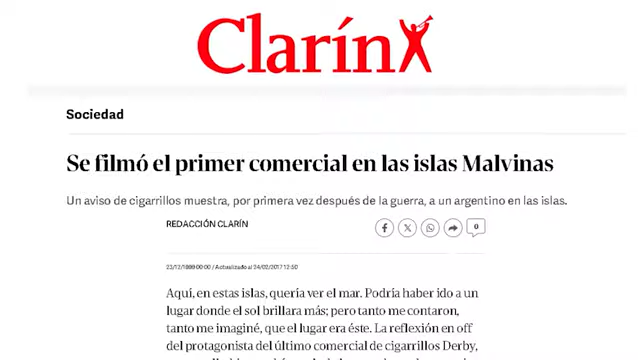 Clarín
Sociedad
Se filmó el primer comercial en las islas Malvinas
Un aviso de cigarrillos muestra, por primera vez después de la guerra, a un argentino en las islas.
REDACCIÓN CLARÍN
0
23/12/1999 00:00 / Actualizado al 24/02/2017 12:50
Aquí, en estas islas, quería ver el mar. Podría haber ido a un
lugar donde el sol brillara más; pero tanto me contaron,
tanto me imaginé, que el lugar era éste. La reflexión en off
del protagonista del último comercial de cigarrillos Derby,